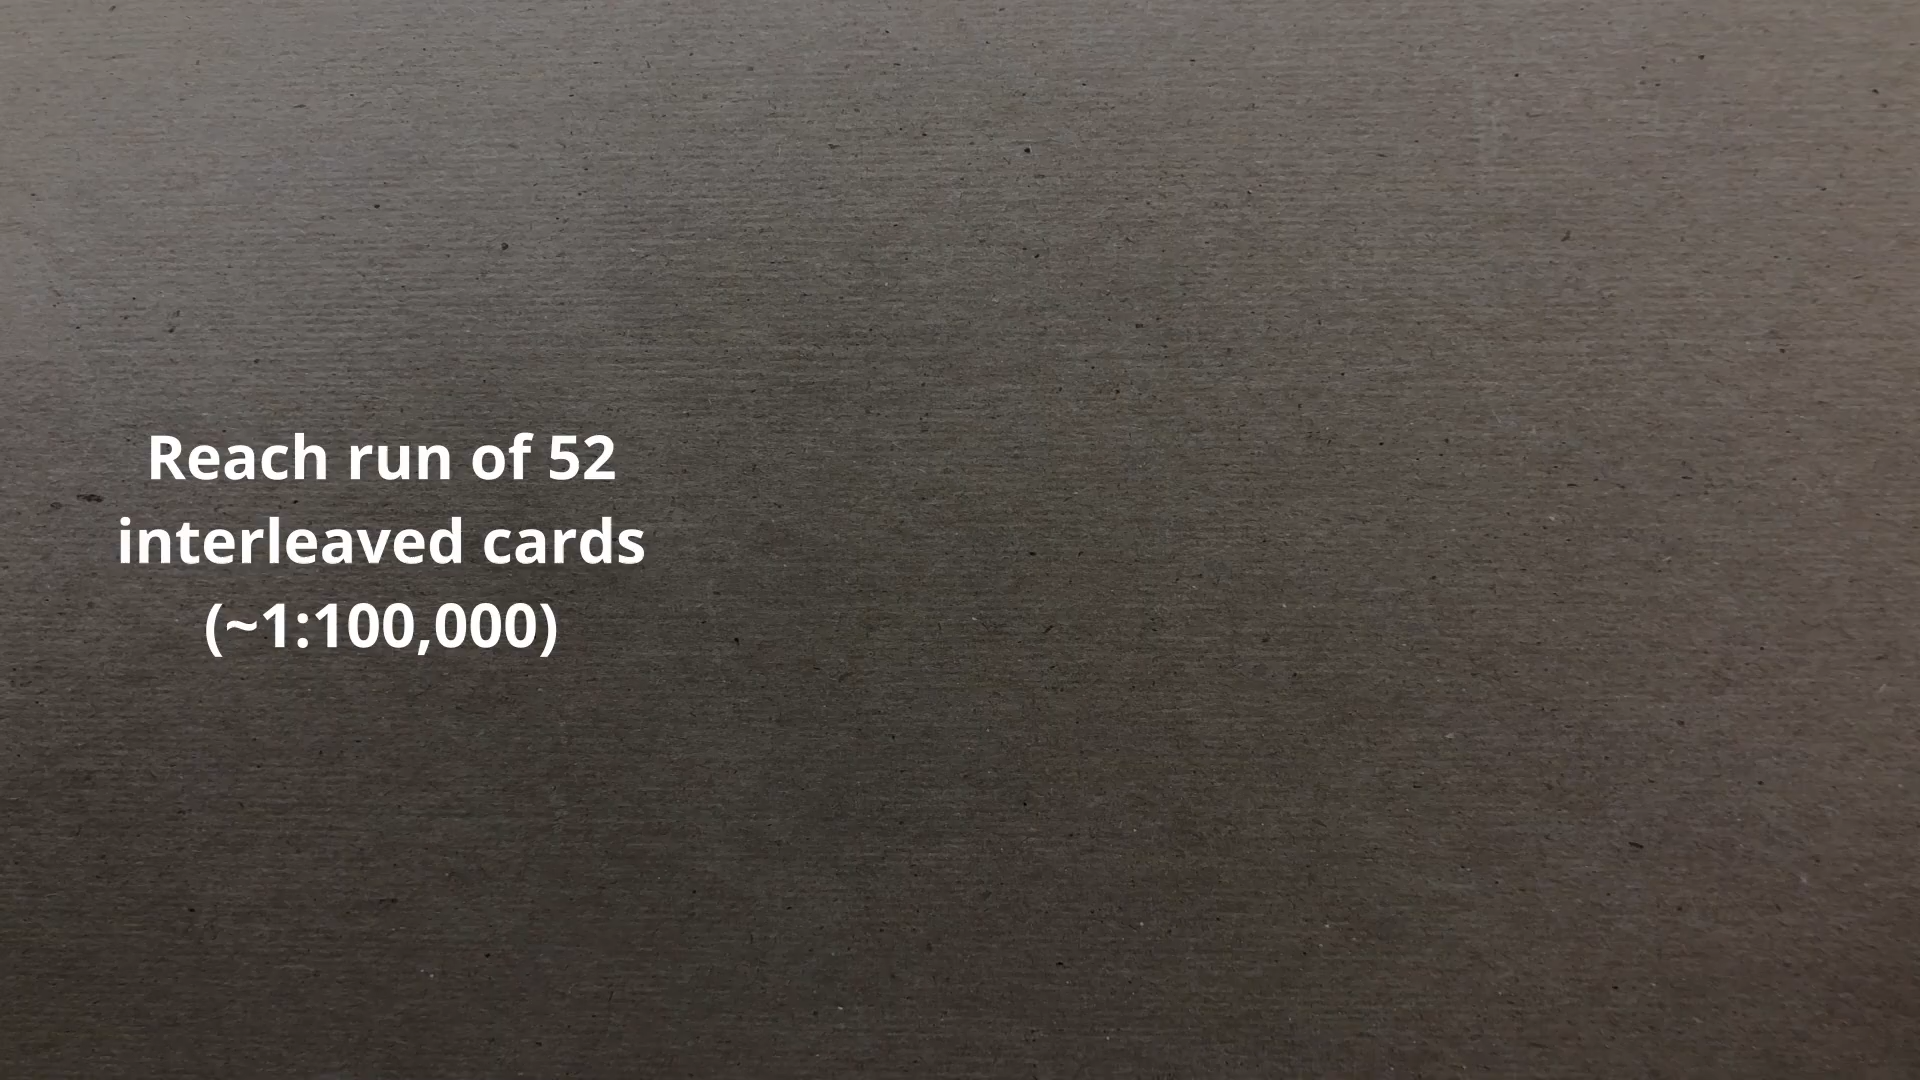 Reach run of 52
interleaved cards
(~1:100,000)